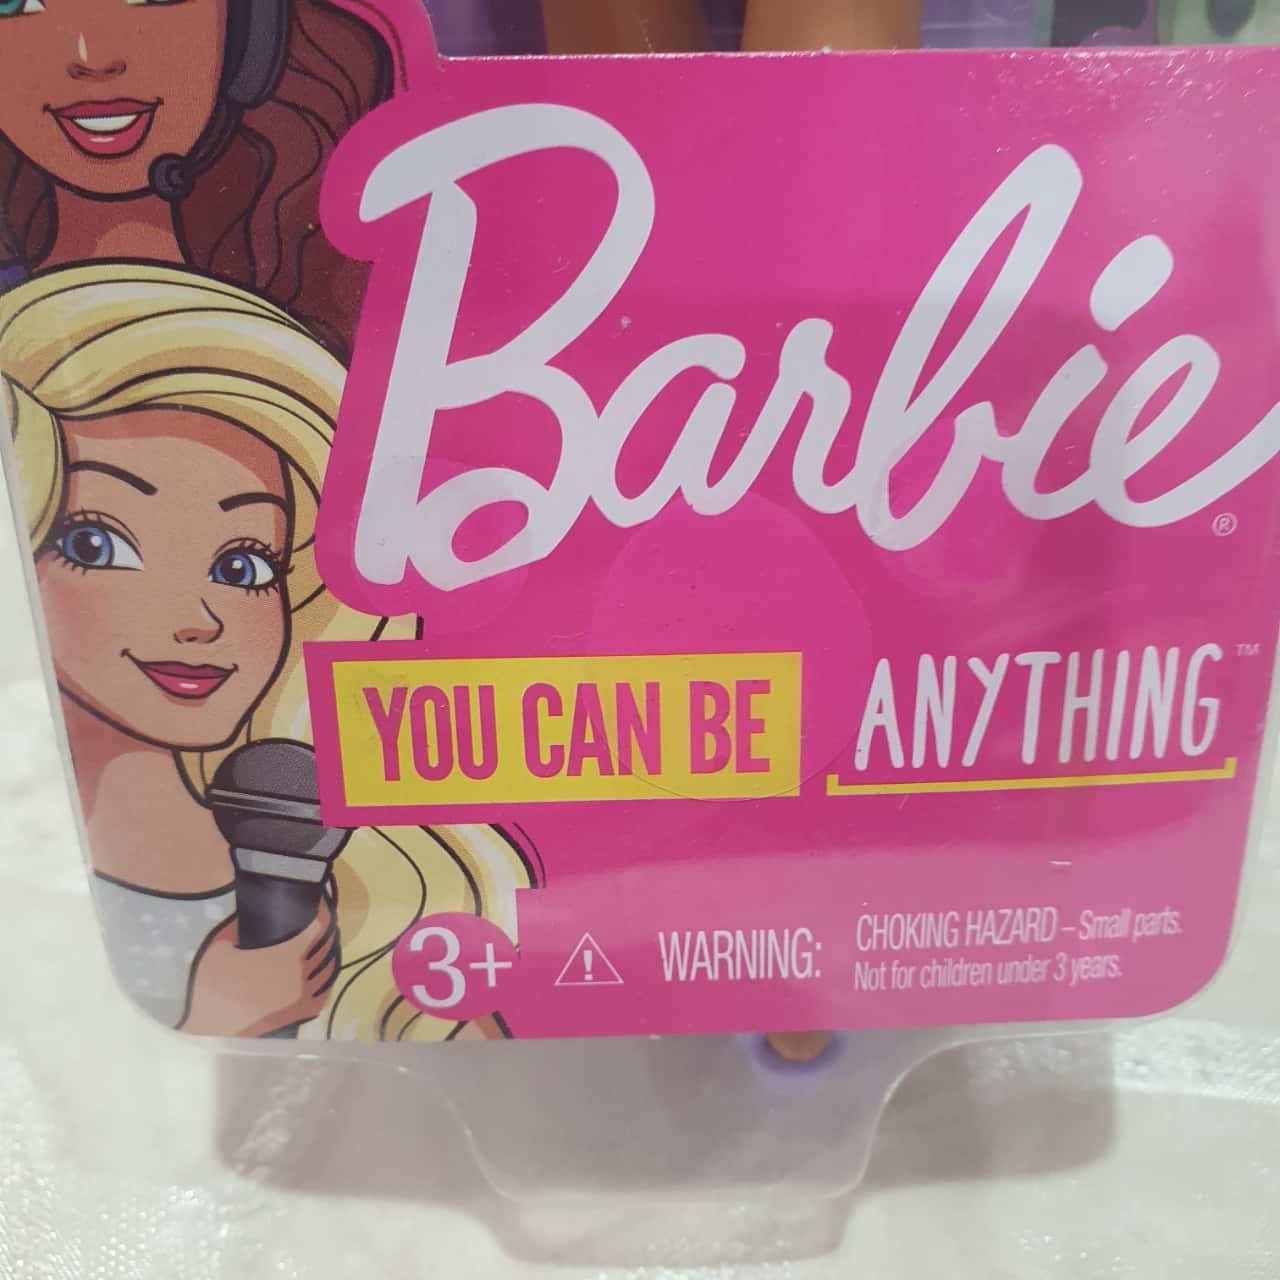 Barbie®
YOU CAN BE ANYTHING™
3+ WARNING: CHOKING HAZARD – Small parts.
Not for children under 3 years.